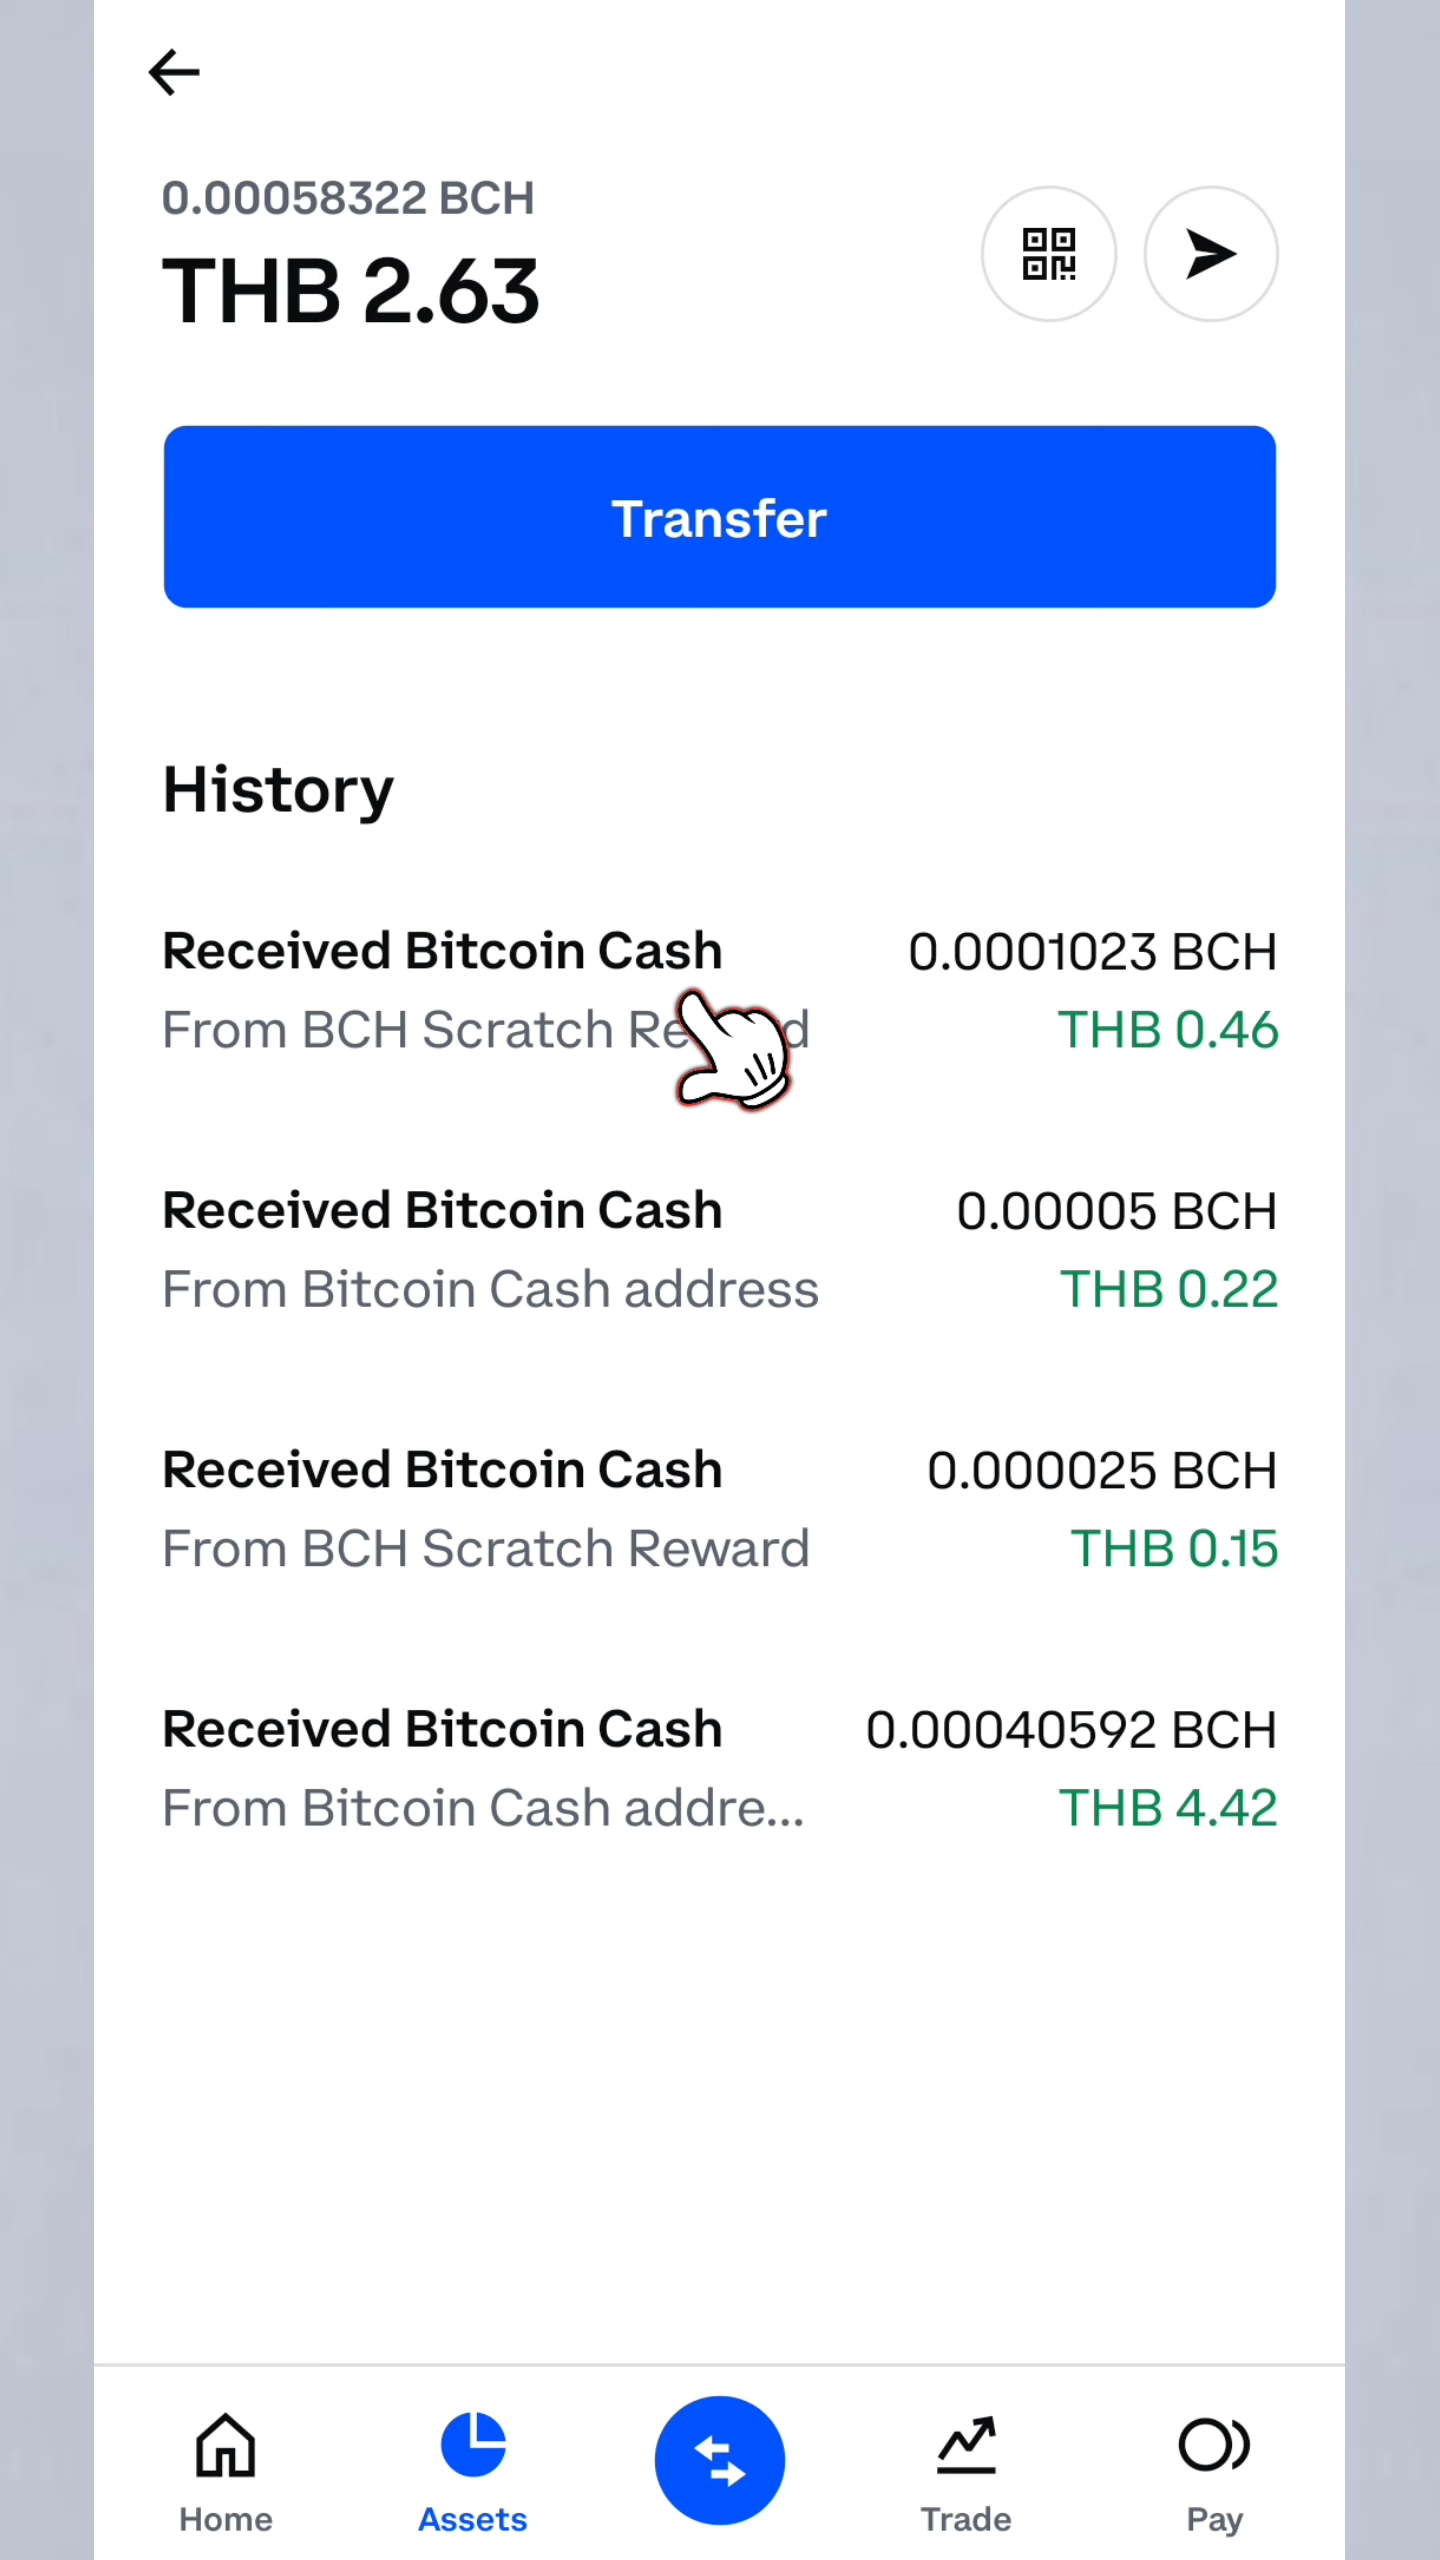 0.00058322 BCH
THB 2.63
Transfer
History
Received Bitcoin Cash 0.0001023 BCH
From BCH Scratch THB 0.46
Received Bitcoin Cash 0.00005 BCH
From Bitcoin Cash address THB 0.22
Received Bitcoin Cash 0.000025 BCH
From BCH Scratch Reward THB 0.15
Received Bitcoin Cash 0.00040592 BCH
From Bitcoin Cash addre... THB 4.42
Home Assets Trade Pay